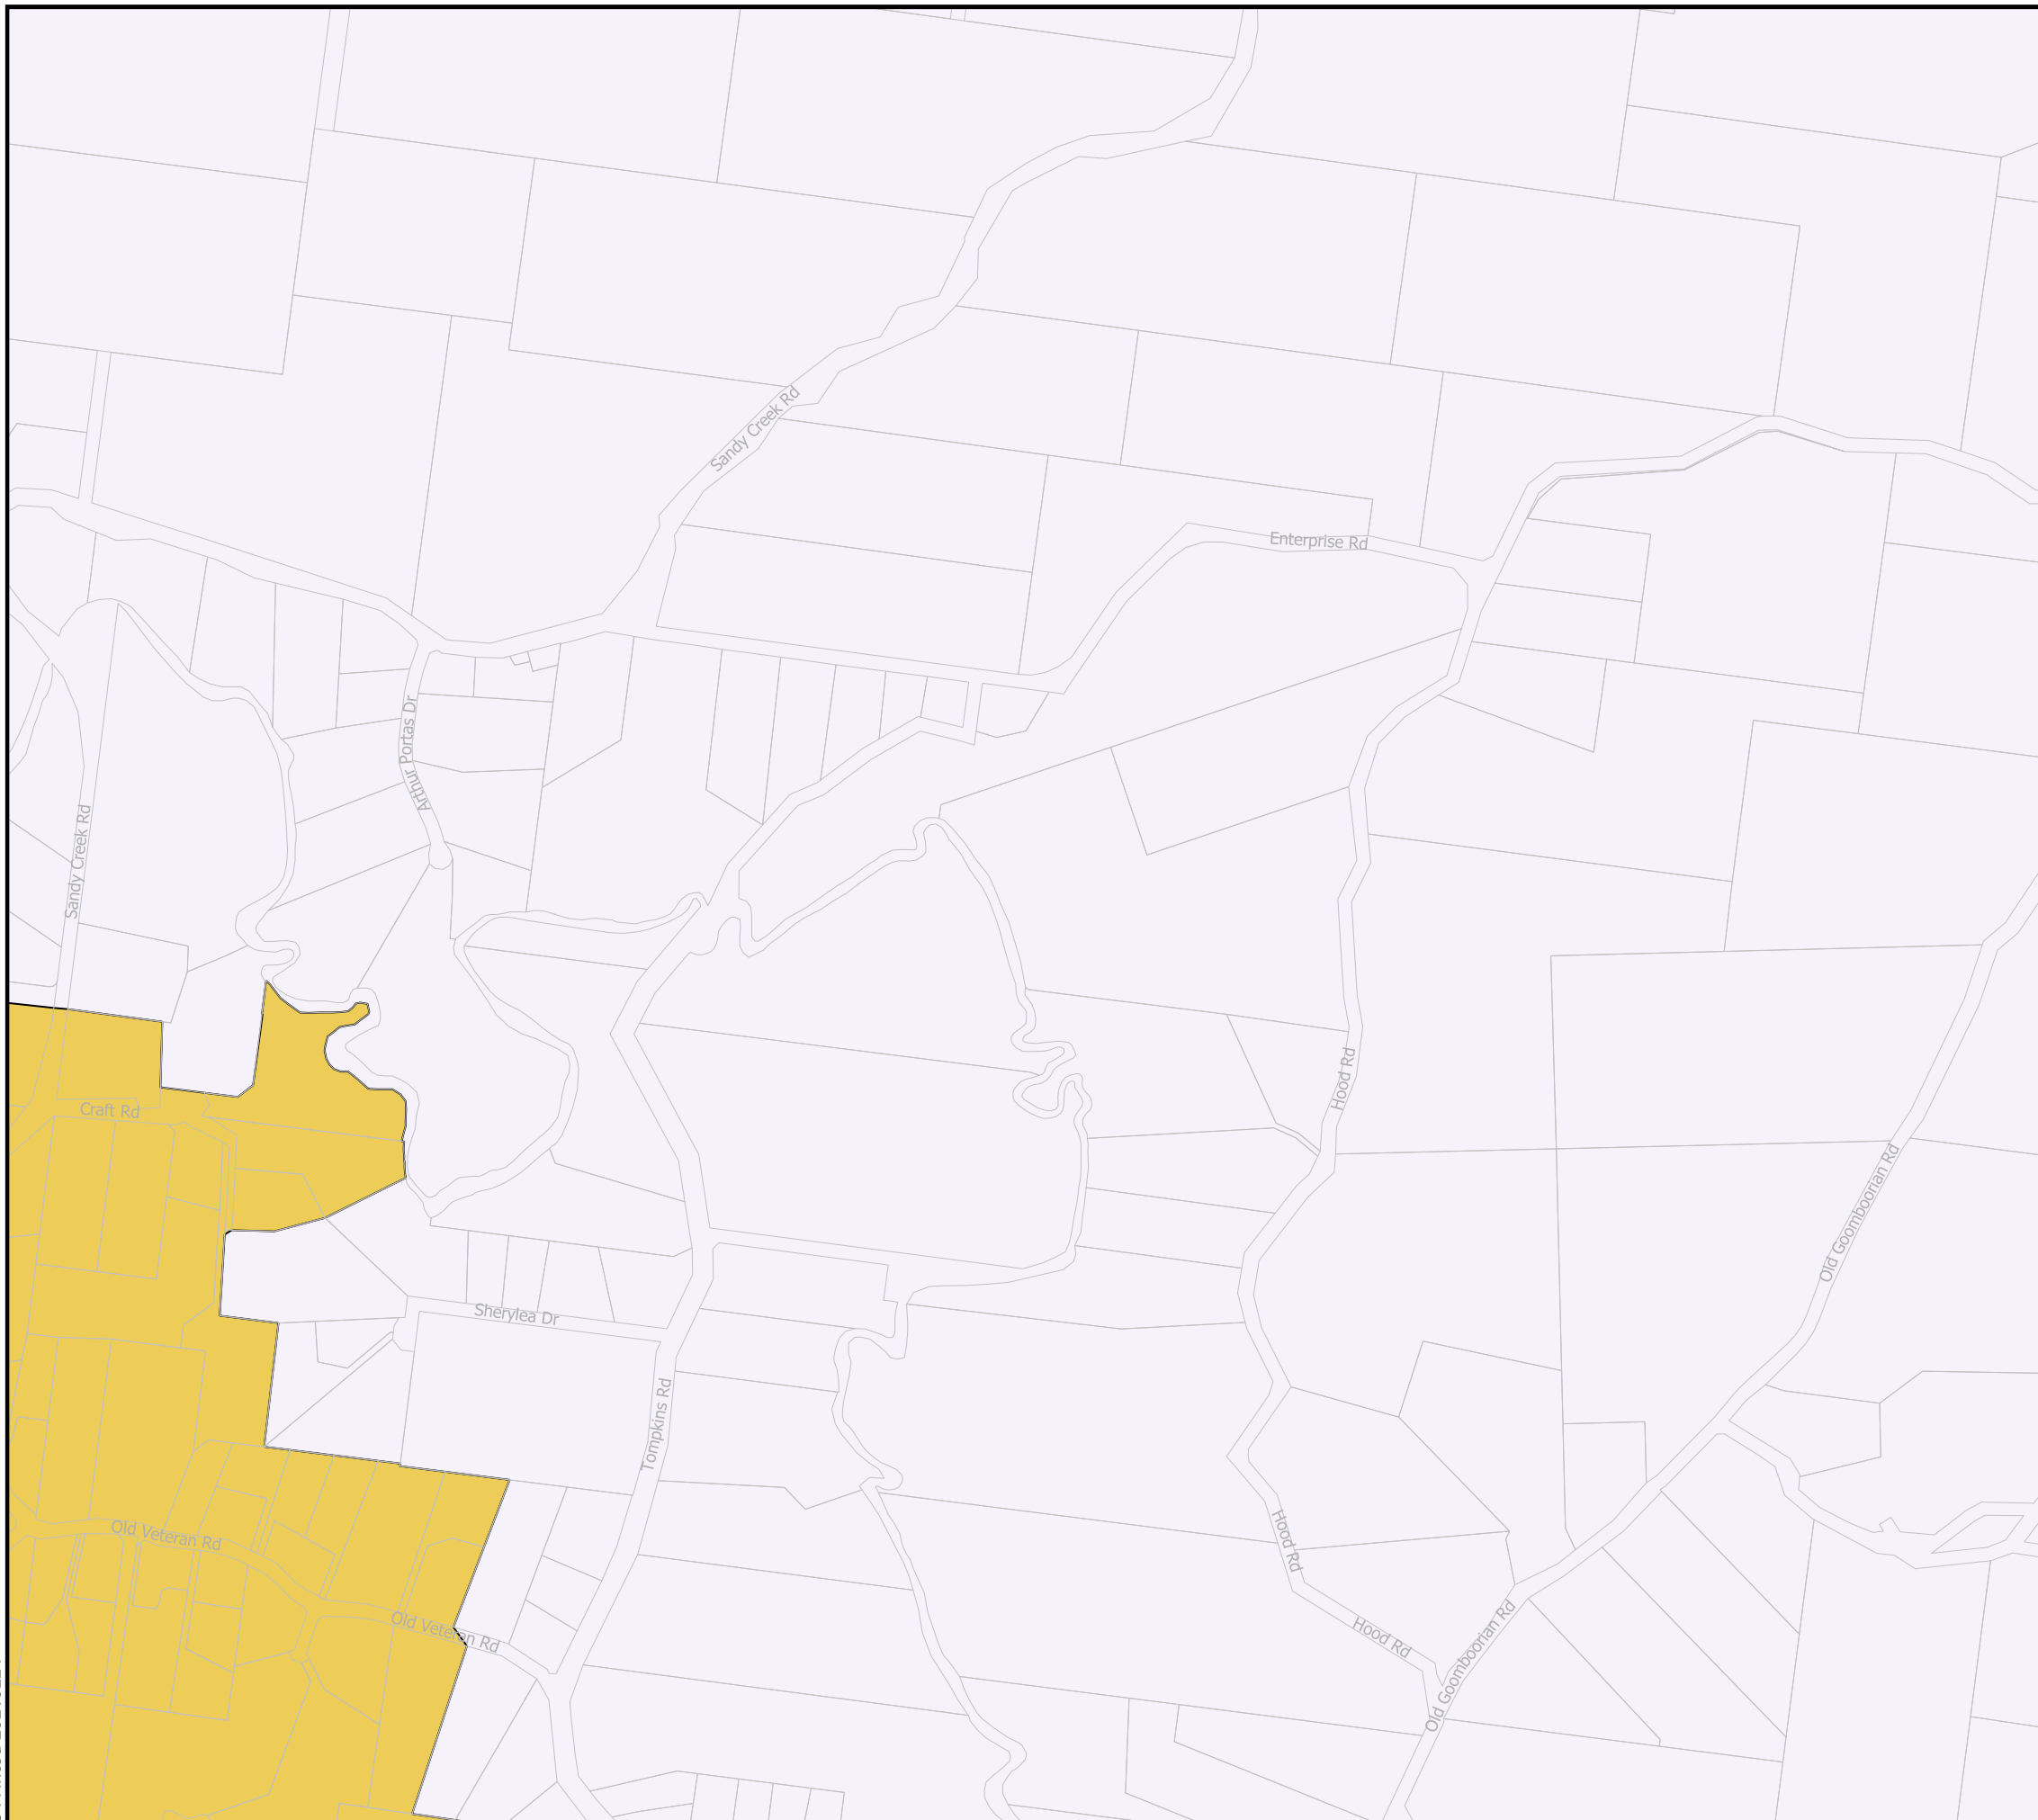 Sandy Creek Rd
Enterprise Rd
Arthur Portas Dr
Sandy Creek Rd
Hood Rd
Craft Rd
Old Goomboorian Rd
Sherylea Dr
Tompkins Rd
Old Veteran Rd
Hood Rd
Old Veteran Rd
Hood Rd
Old Goomboorian Rd